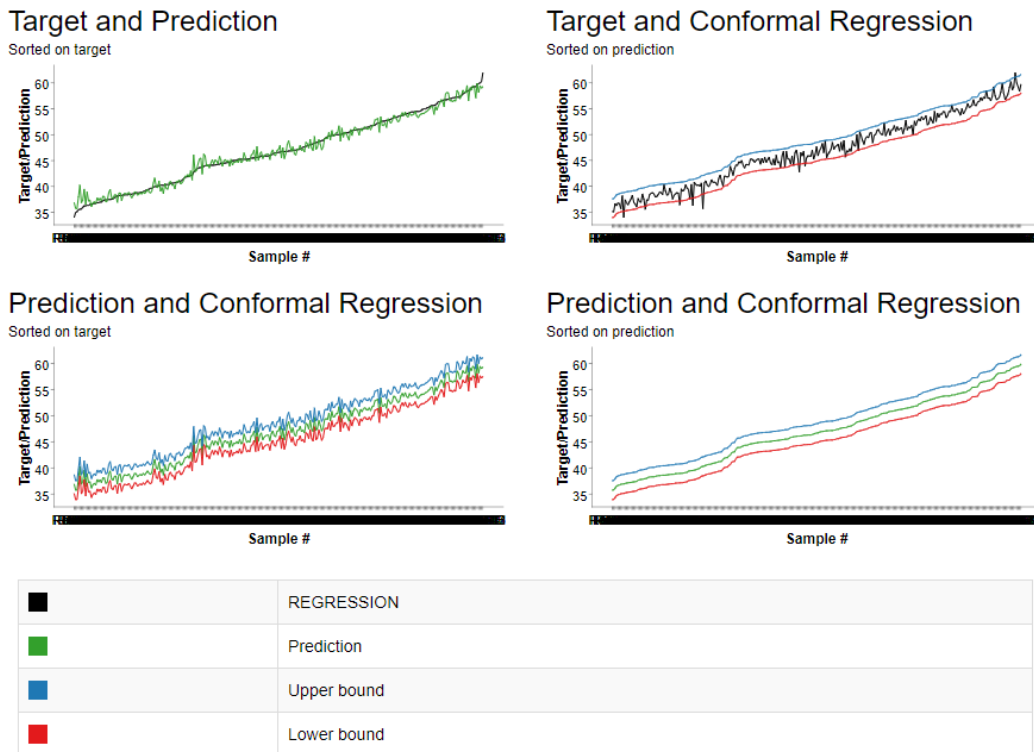 Target and Prediction
Sorted on target
Target/Prediction
60
55
50
45
40
35
Sample #
Target and Conformal Regression
Sorted on prediction
Target/Prediction
60
55
50
45
40
35
Sample #
Prediction and Conformal Regression
Sorted on target
Target/Prediction
60
55
50
45
40
35
Sample #
Prediction and Conformal Regression
Sorted on prediction
Target/Prediction
60
55
50
45
40
35
Sample #
REGRESSION
Prediction
Upper bound
Lower bound